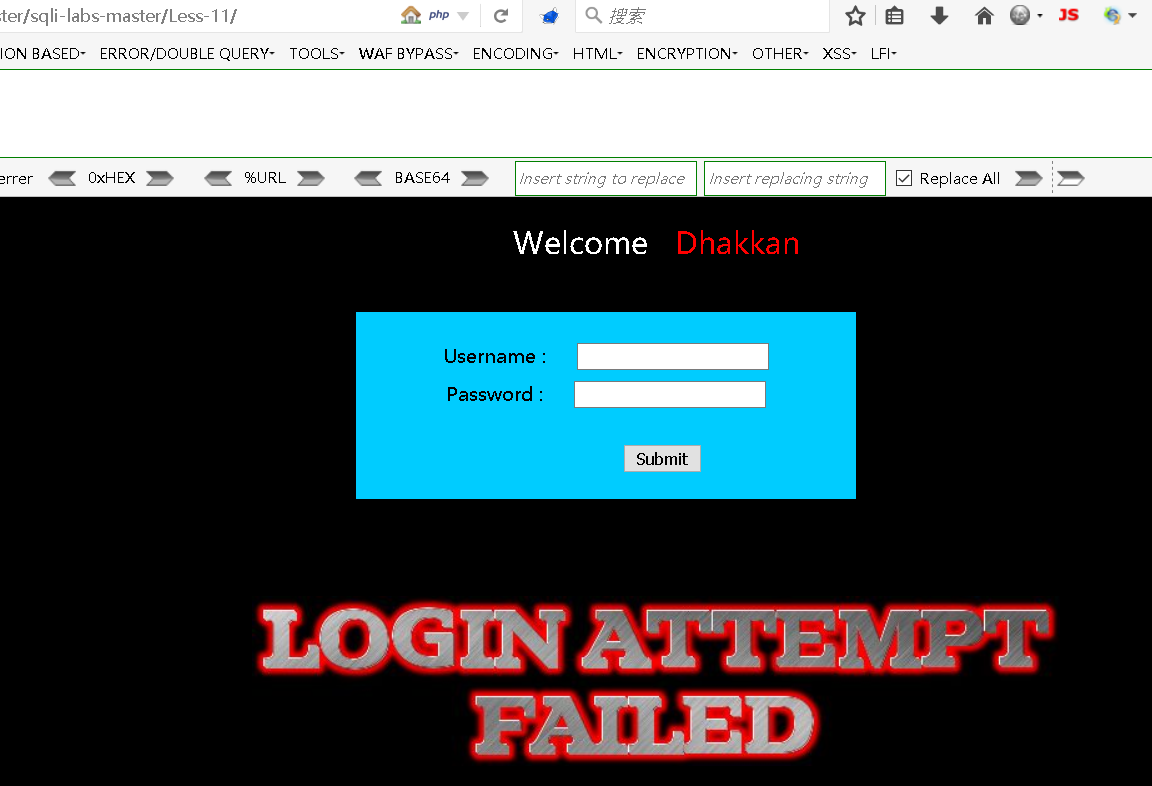 ter/sqli-labs-master/Less-11/ php 搜索 JS
ION BASED ERROR/DOUBLE QUERY TOOLS WAF BYPASS ENCODING HTML ENCRYPTION OTHER XSS LFI
errer 0xHEX %URL BASE64 Insert string to replace Insert replacing string Replace All
Welcome Dhakkan
Username :
Password :
Submit
LOGIN ATTEMPT
FAILED